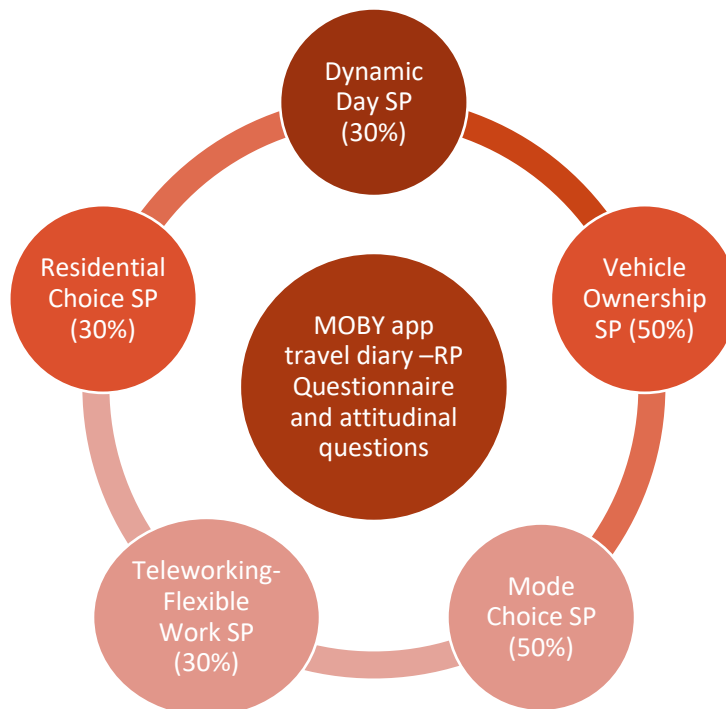 Dynamic
Day SP
(30%)
Residential
Choice SP
(30%)
Vehicle
Ownership
SP (50%)
MOBY app
travel diary –RP
Questionnaire
and attitudinal
questions
Teleworking-
Flexible
Work SP
(30%)
Mode
Choice SP
(50%)